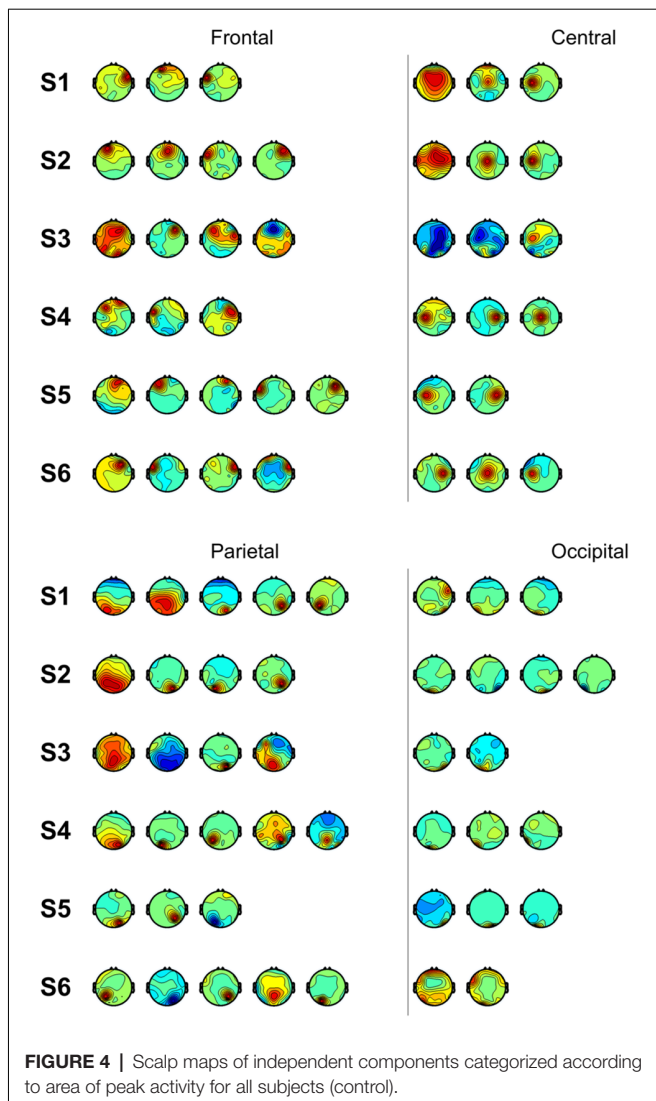 Frontal Central
S1
S2
S3
S4
S5
S6
Parietal Occipital
S1
S2
S3
S4
S5
S6
FIGURE 4 | Scalp maps of independent components categorized according
to area of peak activity for all subjects (control).